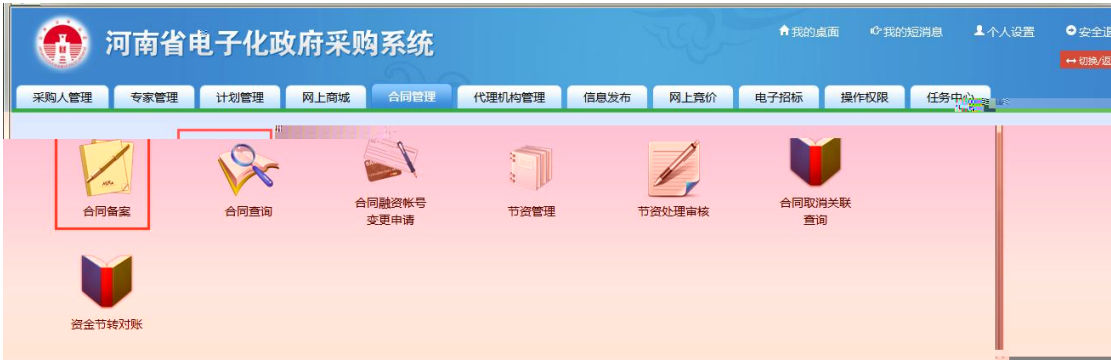 河南省电子化政府采购系统
我的桌面 我的短消息 个人设置 安全退
切换/返
采购人管理 专家管理 计划管理 网上商城 合同管理 代理机构管理 信息发布 网上竞价 电子招标 操作权限 任务中心
合同备案 合同查询 合同融资帐号 节资管理 节资处理审核 合同取消关联
变更申请 查询
资金节转对账